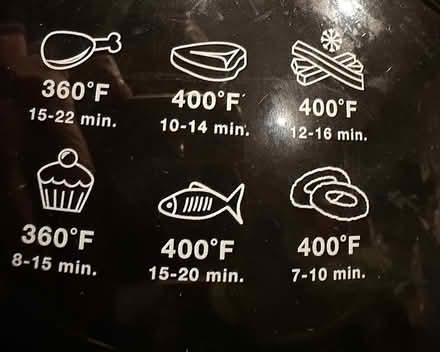 360°F
15-22 min.
400°F
10-14 min.
400°F
12-16 min.
360°F
8-15 min.
400°F
15-20 min.
400°F
7-10 min.